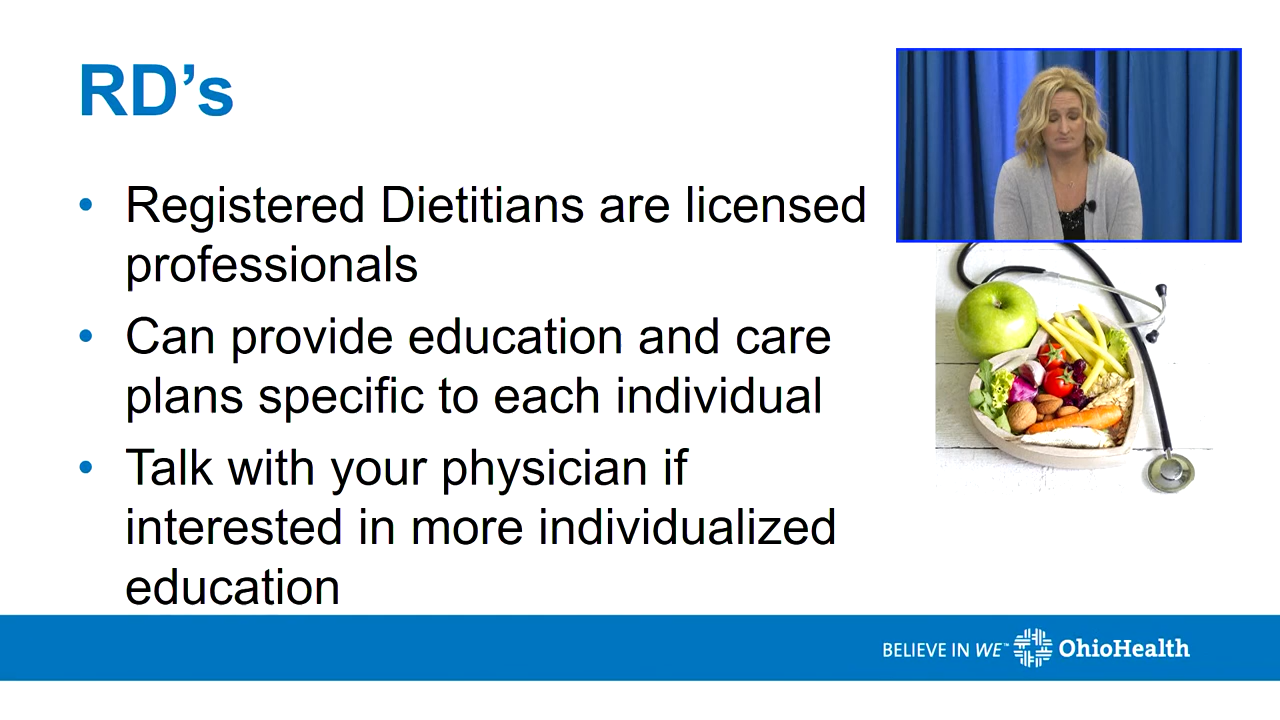 RD’s
• Registered Dietitians are licensed
professionals
• Can provide education and care
plans specific to each individual
• Talk with your physician if
interested in more individualized
education
BELIEVE IN WE™ OhioHealth